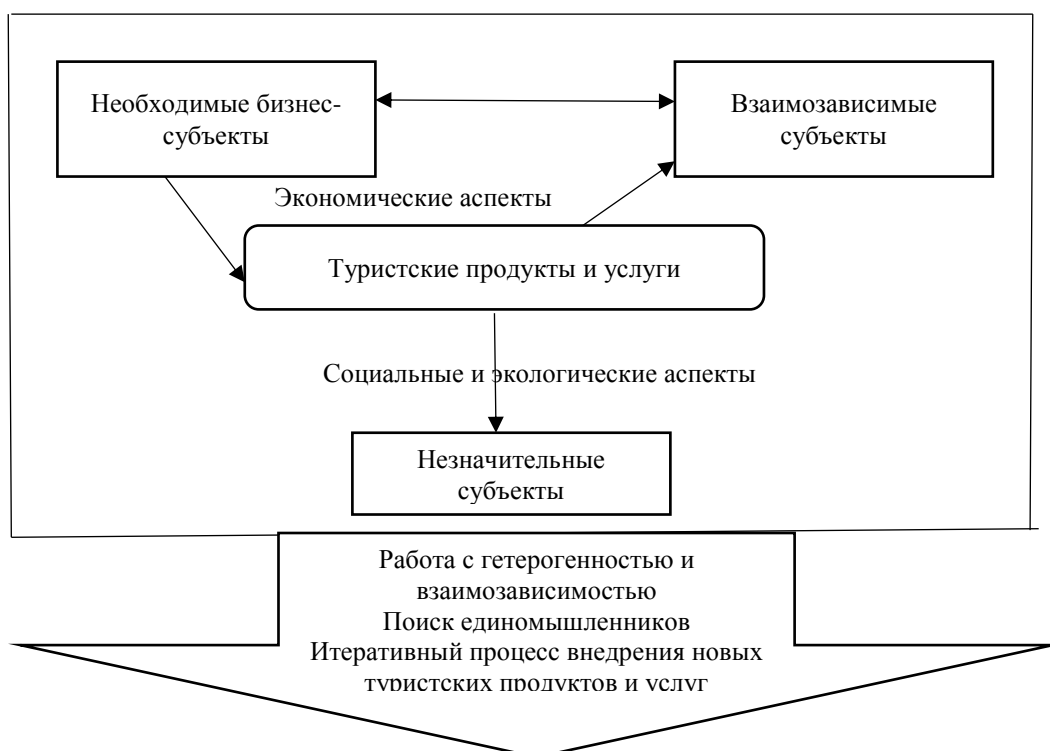 Необходимые бизнес-
субъекты
Взаимозависимые
субъекты
Экономические аспекты
Туристские продукты и услуги
Социальные и экологические аспекты
Незначительные
субъекты
Работа с гетерогенностью и
взаимозависимостью
Поиск единомышленников
Итеративный процесс внедрения новых
туристских продуктов и услуг